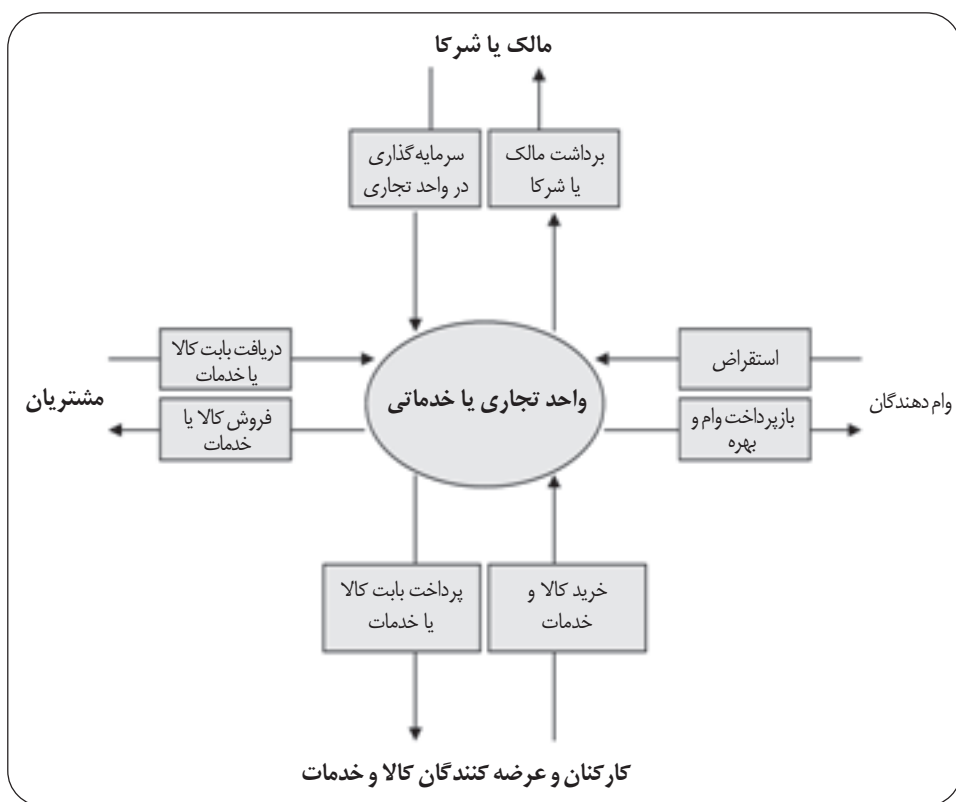 مالک یا شرکا
برداشت مالک
یا شرکا
سرمایه‌گذاری
در واحد تجاری
استقراض
دریافت بابت کالا
یا خدمات
وام دهندگان
واحد تجاری یا خدماتی
مشتریان
بازپرداخت وام و
بهره
فروش کالا یا
خدمات
خرید کالا و
خدمات
پرداخت بابت کالا
یا خدمات
کارکنان و عرضه کنندگان کالا و خدمات